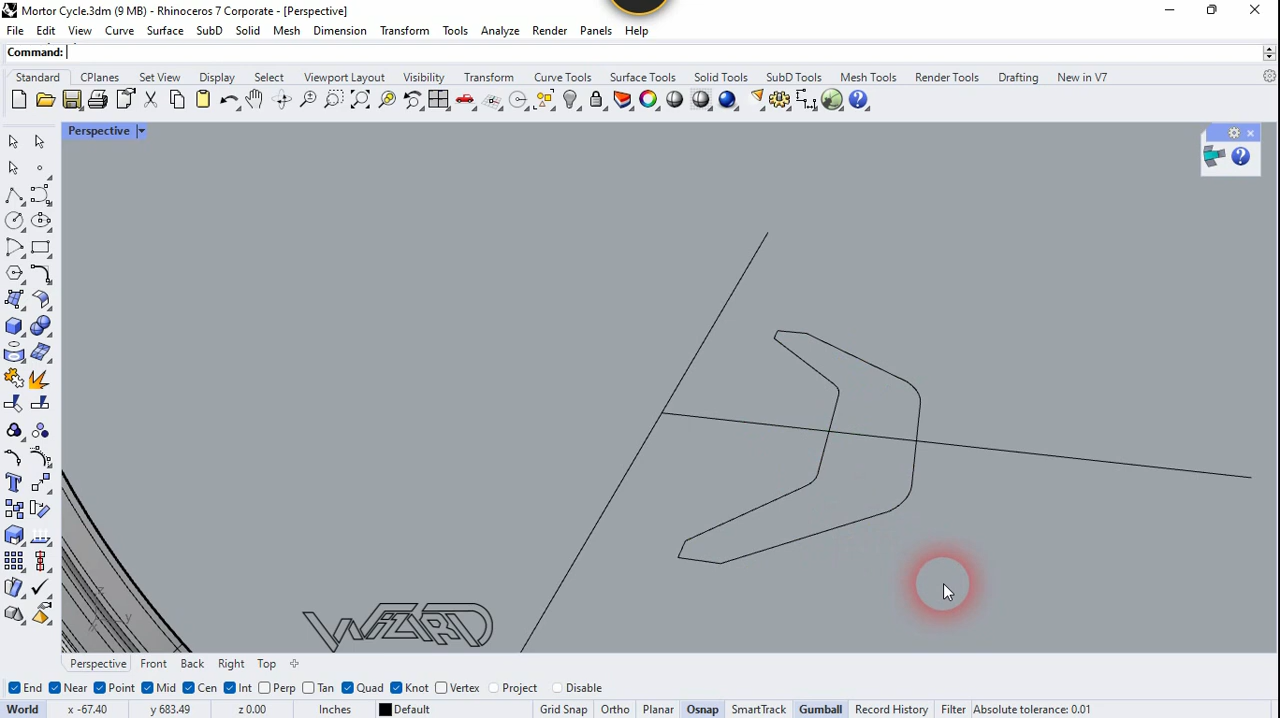 Mortor Cycle.3dm (9 MB) - Rhinoceros 7 Corporate - [Perspective]
File Edit View Curve Surface SubD Solid Mesh Dimension Transform Tools Analyze Render Panels Help
Command:
Standard CPlanes Set View Display Select Viewport Layout Visibility Transform Curve Tools Surface Tools Solid Tools SubD Tools Mesh Tools Render Tools Drafting New in V7
Perspective
WIZARD
Perspective Front Back Right Top
End Near Point Mid Cen Int Perp Tan Quad Knot Vertex Project Disable
World x -67.40 y 683.49 z 0.00 Inches Default Grid Snap Ortho Planar Osnap SmartTrack Gumball Record History Filter Absolute tolerance: 0.01